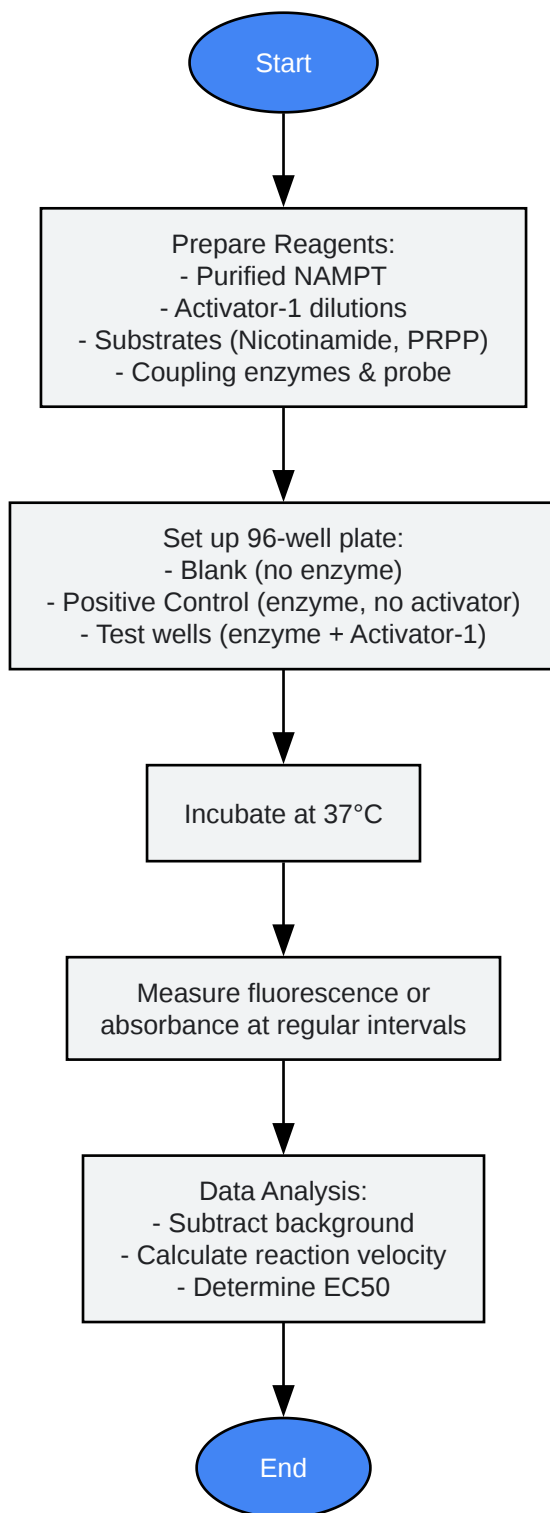 Start
Prepare Reagents:
- Purified NAMPT
- Activator-1 dilutions
- Substrates (Nicotinamide, PRPP)
- Coupling enzymes & probe
Set up 96-well plate:
- Blank (no enzyme)
- Positive Control (enzyme, no activator)
- Test wells (enzyme + Activator-1)
Incubate at 37°C
Measure fluorescence or
absorbance at regular intervals
Data Analysis:
- Subtract background
- Calculate reaction velocity
- Determine EC50
End